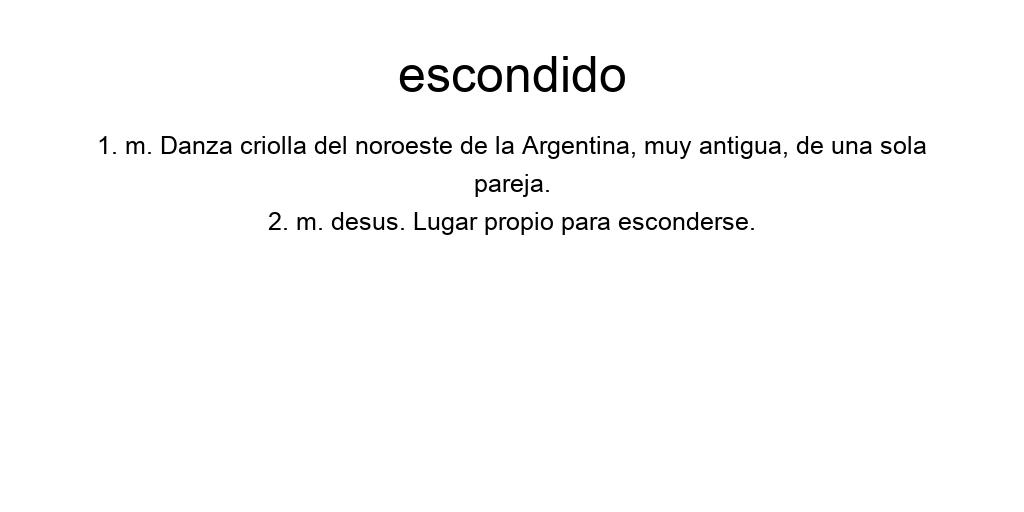 escondido
1. m. Danza criolla del noroeste de la Argentina, muy antigua, de una sola
pareja.
2. m. desus. Lugar propio para esconderse.